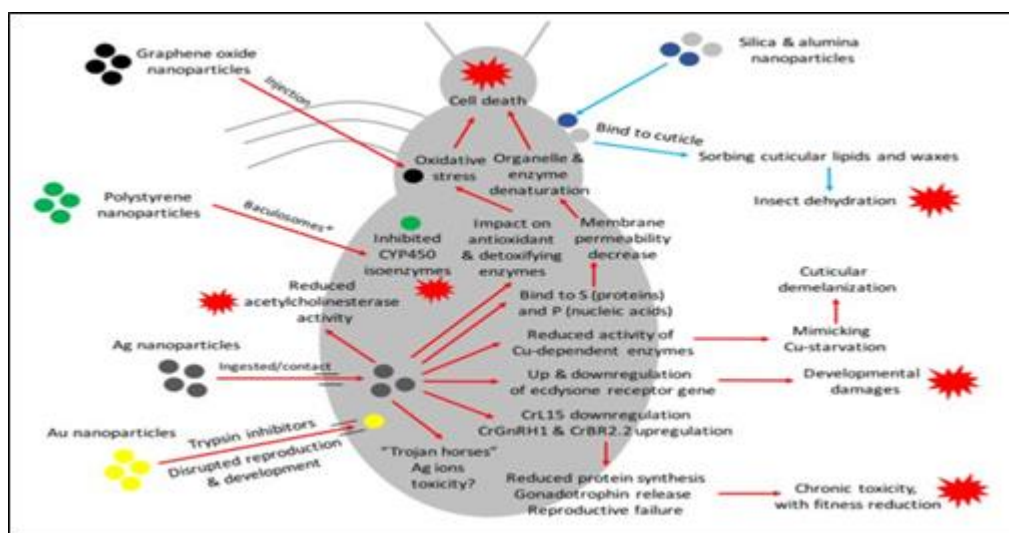 Graphene oxide
nanoparticles
Injection
Silica & alumina
nanoparticles
Cell death
Bind to cuticle
Sorbing cuticular lipids and waxes
Insect dehydration
Oxidative
stress
Organelle &
enzyme
denaturation
Polystyrene
nanoparticles
Baculosomes+
Inhibited
CYP450
isoenzymes
Impact on
antioxidant
& detoxifying
enzymes
Membrane
permeability
decrease
Reduced
acetylcholinesterase
activity
Bind to S (proteins)
and P (nucleic acids)
Cuticular
demelanization
Reduced activity of
Cu-dependent enzymes
Mimicking
Cu-starvation
Ag nanoparticles
Ingested/contact
Up & downregulation
of ecdysone receptor gene
Developmental
damages
Au nanoparticles
Trypsin inhibitors
Disrupted reproduction
& development
CrL15 downregulation
CrGnRH1 & CrBR2.2 upregulation
"Trojan horses"
Ag ions
toxicity?
Reduced protein synthesis
Gonadotrophin release
Reproductive failure
Chronic toxicity,
with fitness reduction